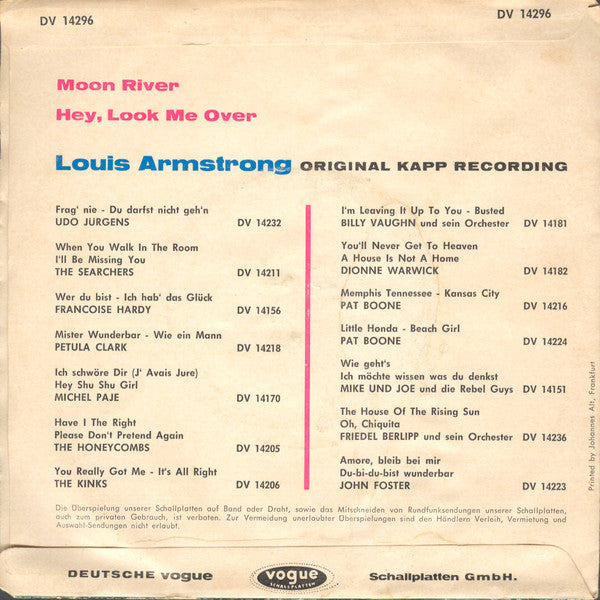 DV 14296
DV 14296
Moon River
Hey, Look Me Over
Louis Armstrong ORIGINAL KAPP RECORDING
Frag' nie - Du darfst nicht geh'n
UDO JÜRGENS DV 14232
When You Walk In The Room
I'll Be Missing You
THE SEARCHERS DV 14211
Wer du bist - Ich hab' das Glück
FRANCOISE HARDY DV 14156
Mister Wunderbar - Wie ein Mann
PETULA CLARK DV 14218
Ich schwöre Dir (J' Avais Jure)
Hey Shu Shu Girl
MICHEL PAJE DV 14170
Have I The Right
Please Don't Pretend Again
THE HONEYCOMBS DV 14205
You Really Got Me - It's All Right
THE KINKS DV 14206
I'm Leaving It Up To You - Busted
BILLY VAUGHN und sein Orchester DV 14181
You'll Never Get To Heaven
A House Is Not A Home
DIONNE WARWICK DV 14182
Memphis Tennessee - Kansas City
PAT BOONE DV 14216
Little Honda - Beach Girl
PAT BOONE DV 14224
Wie geht's
Ich möchte wissen was du denkst
MIKE UND JOE und die Rebel Guys DV 14151
The House Of The Rising Sun
Oh, Chiquita
FRIEDEL BERLIPP und sein Orchester DV 14236
Amore, bleib bei mir
Du-bi-du-bist wunderbar
JOHN FOSTER DV 14223
Die Überspielung unserer Schallplatten auf Band oder Draht, sowie das Mitschneiden von Rundfunksendungen unserer Schallplatten,
auch zum privaten Gebrauch, ist verboten. Zur Vermeidung unerlaubter Überspielungen sind den Händlern Verleih, Vermietung und
Auswahl-Sendungen nicht erlaubt.
Printed by Johannes Alt, Frankfurt
DEUTSCHE vogue vogue Schallplatten GmbH.
SCHALLPLATTEN